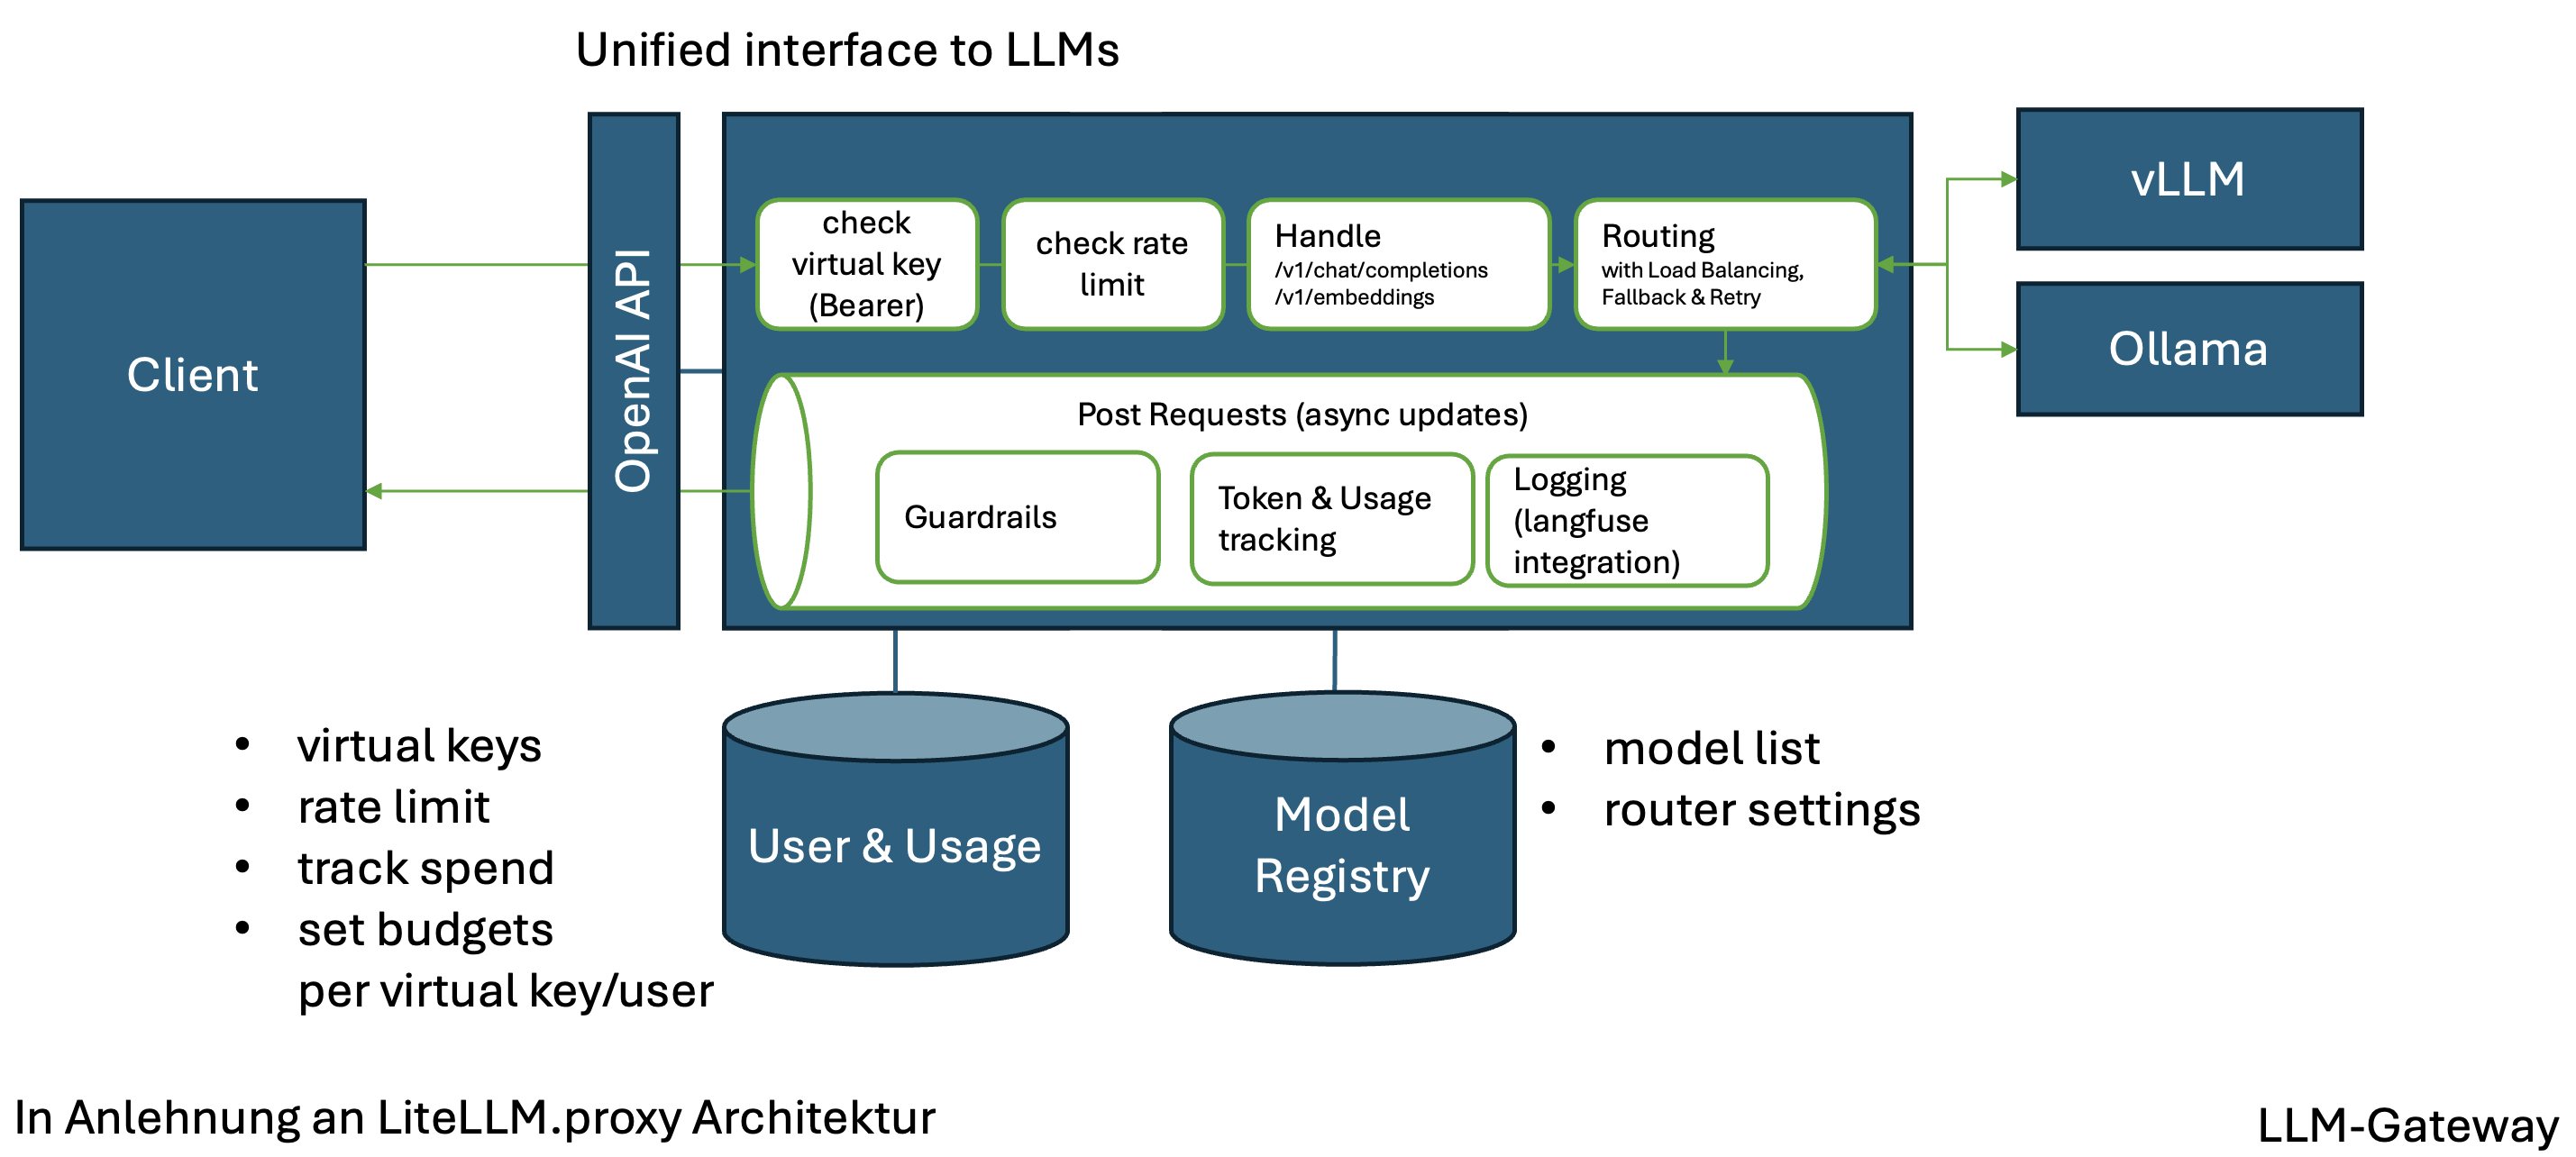 Unified interface to LLMs
Client
OpenAI API
check
virtual key
(Bearer)
check rate
limit
Handle
/v1/chat/completions
/v1/embeddings
Routing
with Load Balancing,
Fallback & Retry
vLLM
Ollama
Post Requests (async updates)
Guardrails
Token & Usage
tracking
Logging
(langfuse
integration)
• virtual keys
• rate limit
• track spend
• set budgets
per virtual key/user
User & Usage
Model
Registry
• model list
• router settings
In Anlehnung an LiteLLM.proxy Architektur
LLM-Gateway